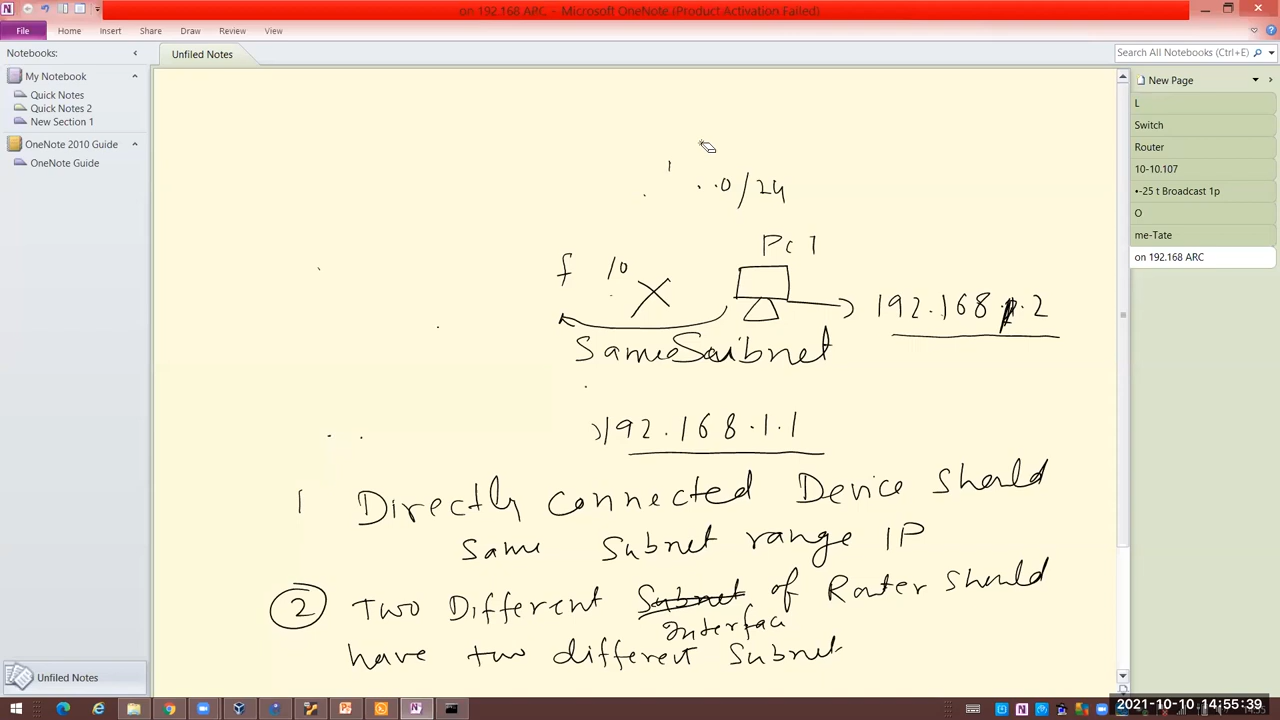 on 192.168 ARC - Microsoft OneNote (Product Activation Failed)
File Home Insert Share Draw Review View
Notebooks:
Unfiled Notes
Search All Notebooks (Ctrl+E)
My Notebook
Quick Notes
Quick Notes 2
New Section 1
OneNote 2010 Guide
OneNote Guide
New Page
L
Switch
Router
10-10.107
•-25 t Broadcast 1p
O
me-Tate
on 192.168 ARC
.0/24
Pc 1
f 10
192.168.1.2
Same Subnet
192.168.1.1
1 Directly connected Device Should
Same Subnet range IP
2 Two Different Subnet of Router Should
Interfac
have two different Subnet
Unfiled Notes
2021-10-10 14:55:39